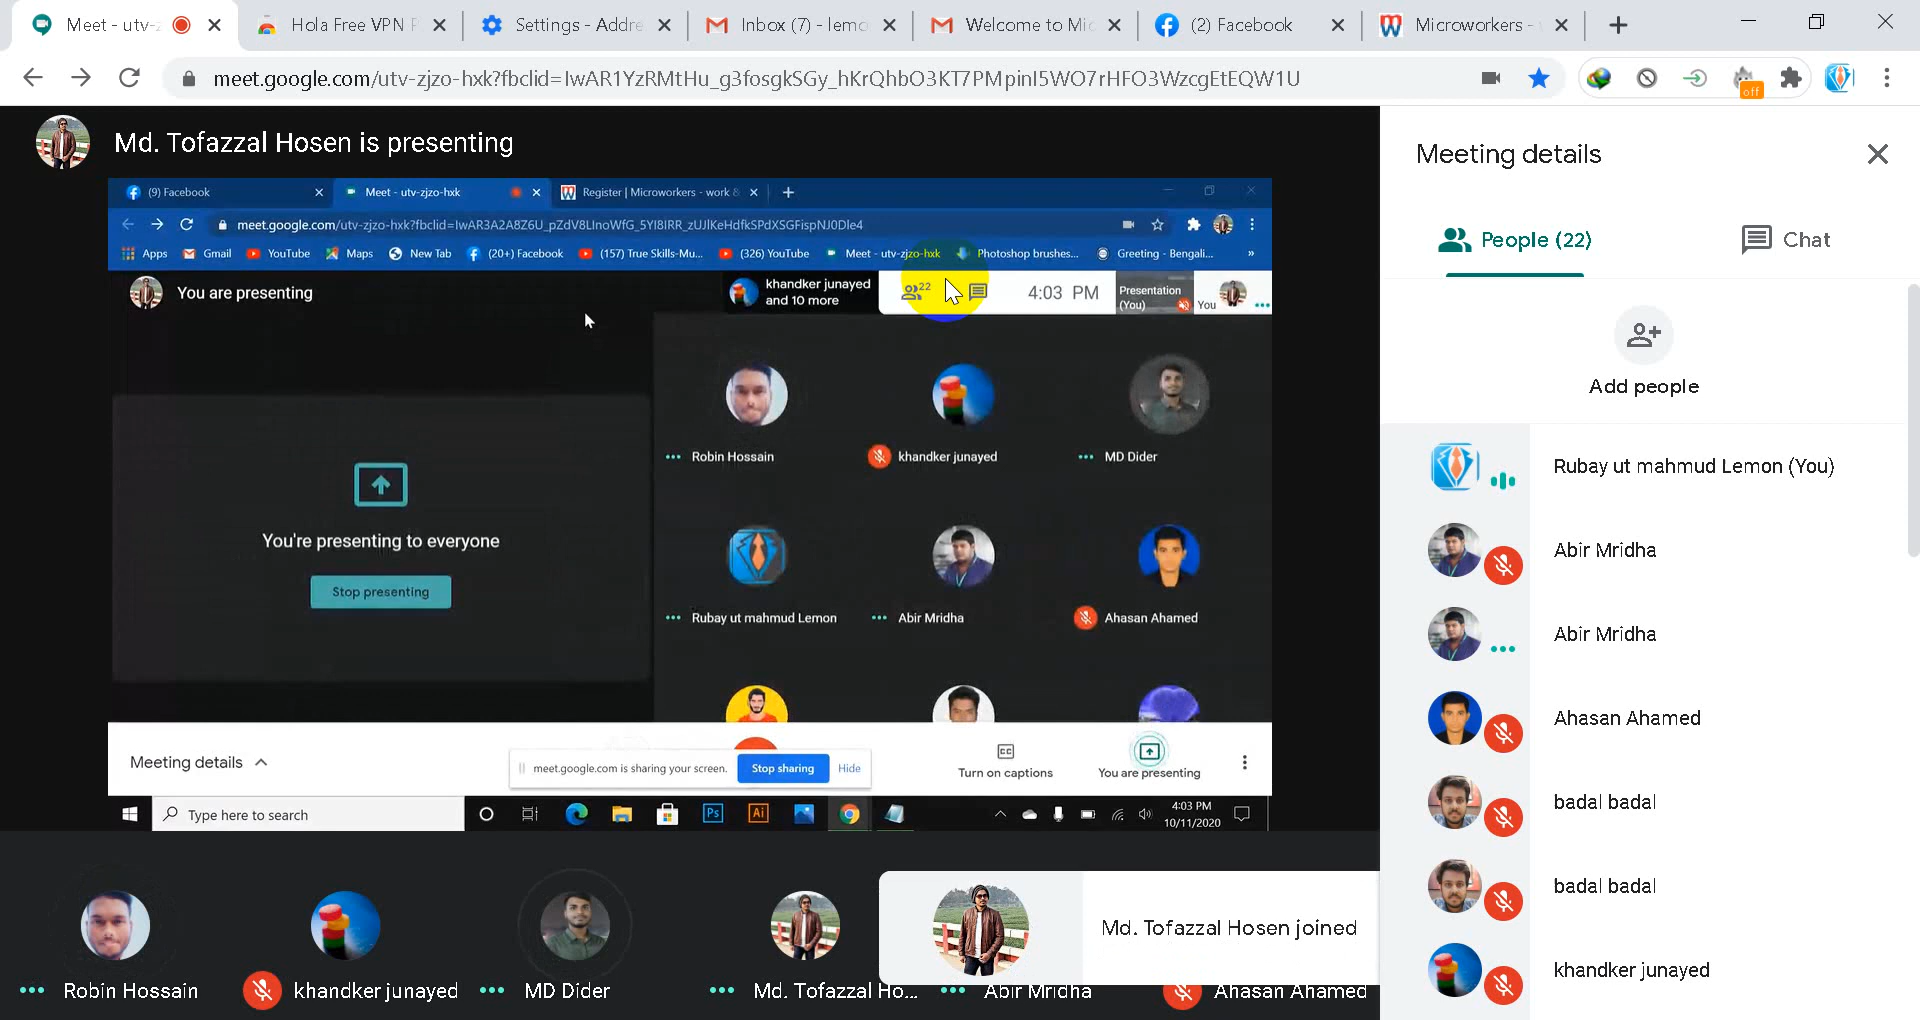 Meet - utv-z
Hola Free VPN P
Settings - Addre
Inbox (7) - lemo
Welcome to Mic
(2) Facebook
Microworkers -
meet.google.com/utv-zjzo-hxk?fbclid=IwAR1YzRMtHu_g3fosgkSGy_hKrQhbO3KT7PMpinI5WO7rHFO3WzcgEtEQW1U
off
Md. Tofazzal Hosen is presenting
(9) Facebook
Meet - utv-zjzo-hxk
Register | Microworkers - work &
meet.google.com/utv-zjzo-hxk?fbclid=IwAR3A2A8Z6U_pZdV8LInoWfG_5YI8IRR_zUJlKeHdfkSPdXSGFispNJ0Dle4
Apps
Gmail
YouTube
Maps
New Tab
(20+) Facebook
(157) True Skills-Mu...
(326) YouTube
Meet - utv-zjzo-hxk
Photoshop brushes...
Greeting - Bengali...
You are presenting
khandker junayed
and 10 more
22
4:03 PM
Presentation
(You)
You
Robin Hossain
khandker junayed
MD Dider
You're presenting to everyone
Stop presenting
Rubay ut mahmud Lemon
Abir Mridha
Ahasan Ahamed
Meeting details
meet.google.com is sharing your screen.
Stop sharing
Hide
Turn on captions
You are presenting
Type here to search
Ps
Ai
4:03 PM
10/11/2020
Robin Hossain
khandker junayed
MD Dider
Md. Tofazzal Ho...
Abir Mridha
Ahasan Ahamed
Md. Tofazzal Hosen joined
Meeting details
People (22)
Chat
Add people
Rubay ut mahmud Lemon (You)
Abir Mridha
Abir Mridha
Ahasan Ahamed
badal badal
badal badal
khandker junayed